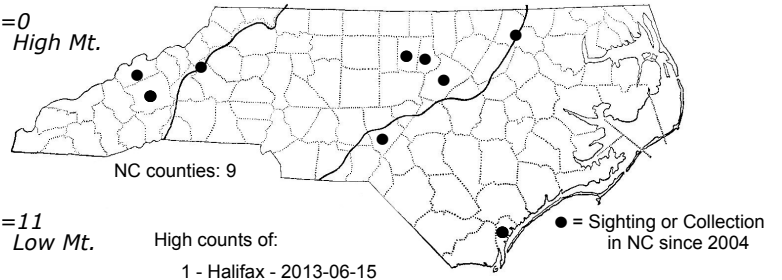 =0
High Mt.
NC counties: 9
=11
Low Mt.
High counts of:
1 - Halifax - 2013-06-15
● = Sighting or Collection
in NC since 2004